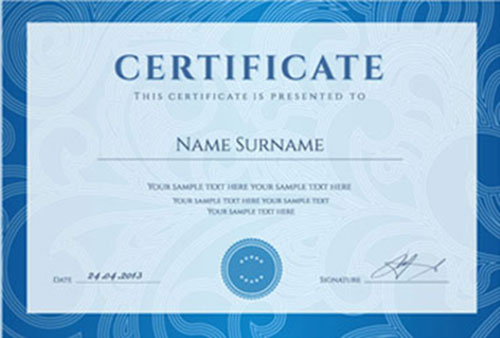 CERTIFICATE
THIS CERTIFICATE IS PRESENTED TO
NAME SURNAME
YOUR SAMPLE TEXT HERE YOUR SAMPLE TEXT HERE
YOUR SAMPLE TEXT HERE YOUR SAMPLE TEXT
YOUR SAMPLE TEXT HERE
DATE 24.04.2013 SIGNATURE